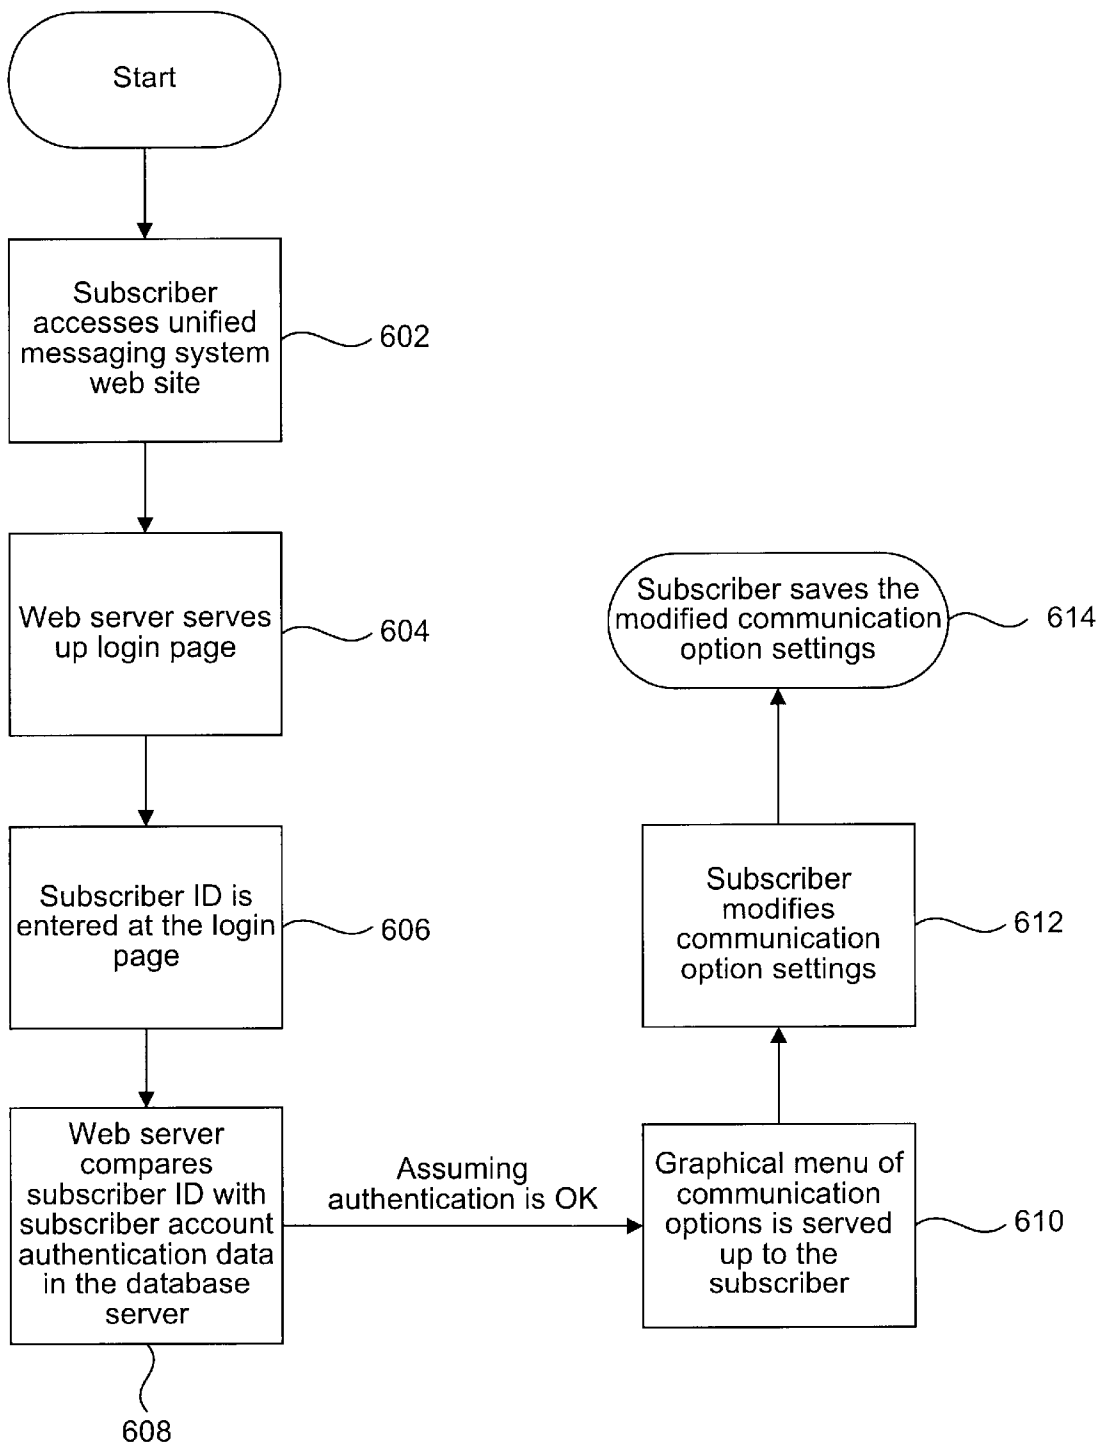 Start
Subscriber
accesses unified
messaging system
web site
602
Web server serves
up login page
604
Subscriber ID is
entered at the login
page
606
Web server
compares
subscriber ID with
subscriber account
authentication data
in the database
server
608
Assuming
authentication is OK
Graphical menu of
communication
options is served
up to the
subscriber
610
Subscriber
modifies
communication
option settings
612
Subscriber saves the
modified communication
option settings
614